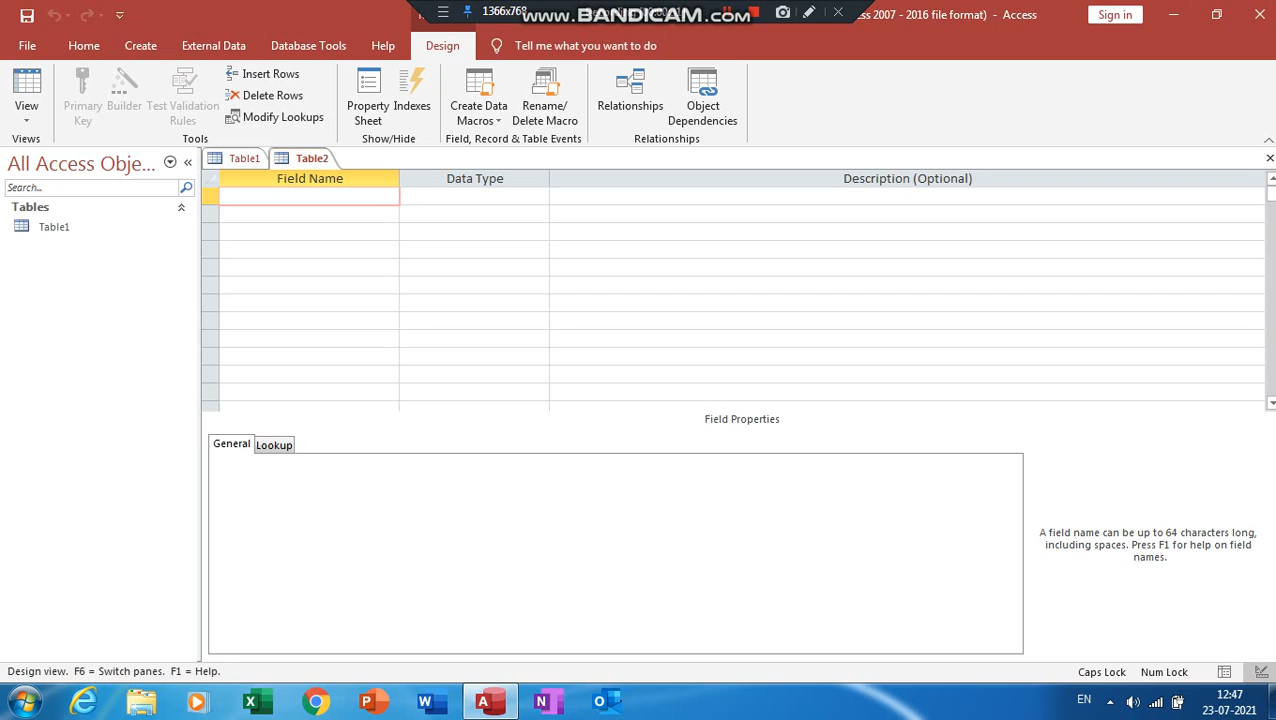 1366x768
www.BANDICAM.com
ess 2007 - 2016 file format) - Access
Sign in
File Home Create External Data Database Tools Help Design Tell me what you want to do
View
Primary Key
Builder
Test Validation Rules
Insert Rows
Delete Rows
Modify Lookups
Property Sheet
Indexes
Create Data Macros
Rename/ Delete Macro
Relationships
Object Dependencies
Views Tools Show/Hide Field, Record & Table Events Relationships
All Access Obje...
Search...
Tables
Table1
Table1 Table2
Field Name Data Type Description (Optional)
Field Properties
General Lookup
A field name can be up to 64 characters long,
including spaces. Press F1 for help on field
names.
Design view. F6 = Switch panes. F1 = Help.
Caps Lock Num Lock
EN
12:47
23-07-2021